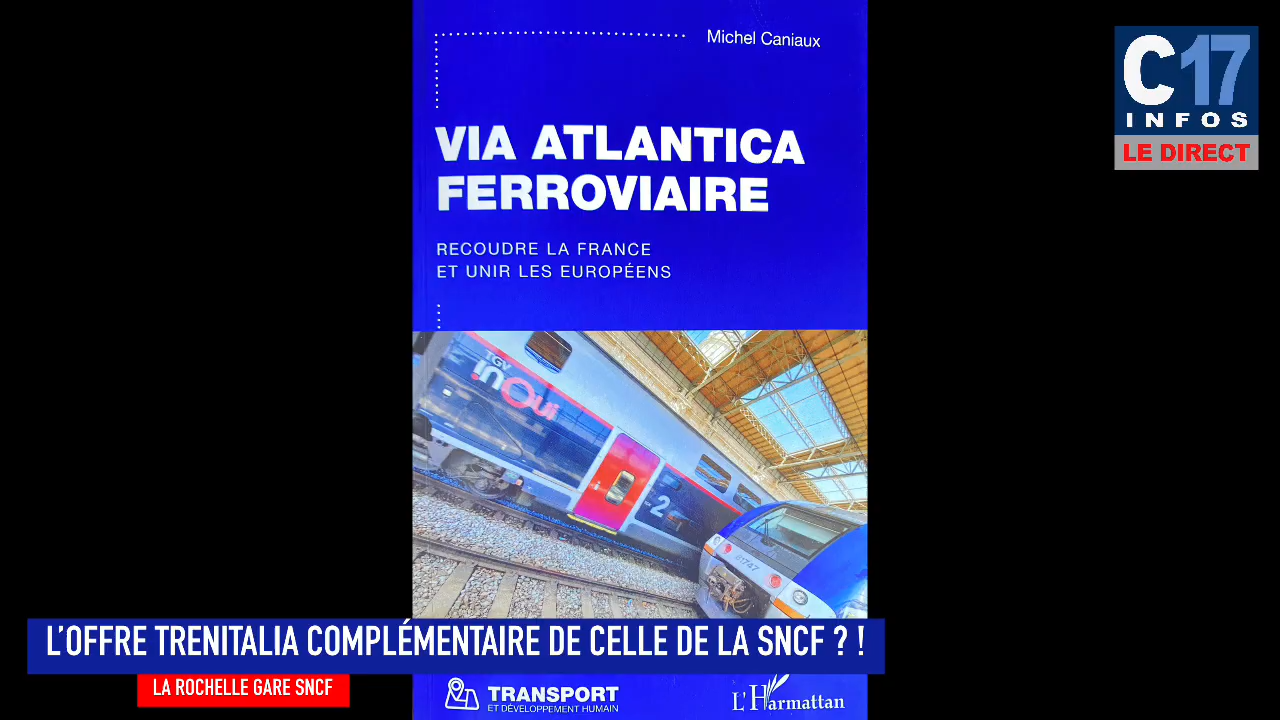 Michel Caniaux
C17
INFOS
LE DIRECT
VIA ATLANTICA
FERROVIAIRE
RECOUDRE LA FRANCE
ET UNIR LES EUROPÉENS
TGV
inOui
2
81747
L'OFFRE TRENITALIA COMPLÉMENTAIRE DE CELLE DE LA SNCF ? !
LA ROCHELLE GARE SNCF
TRANSPORT
ET DÉVELOPPEMENT HUMAIN
L'Harmattan